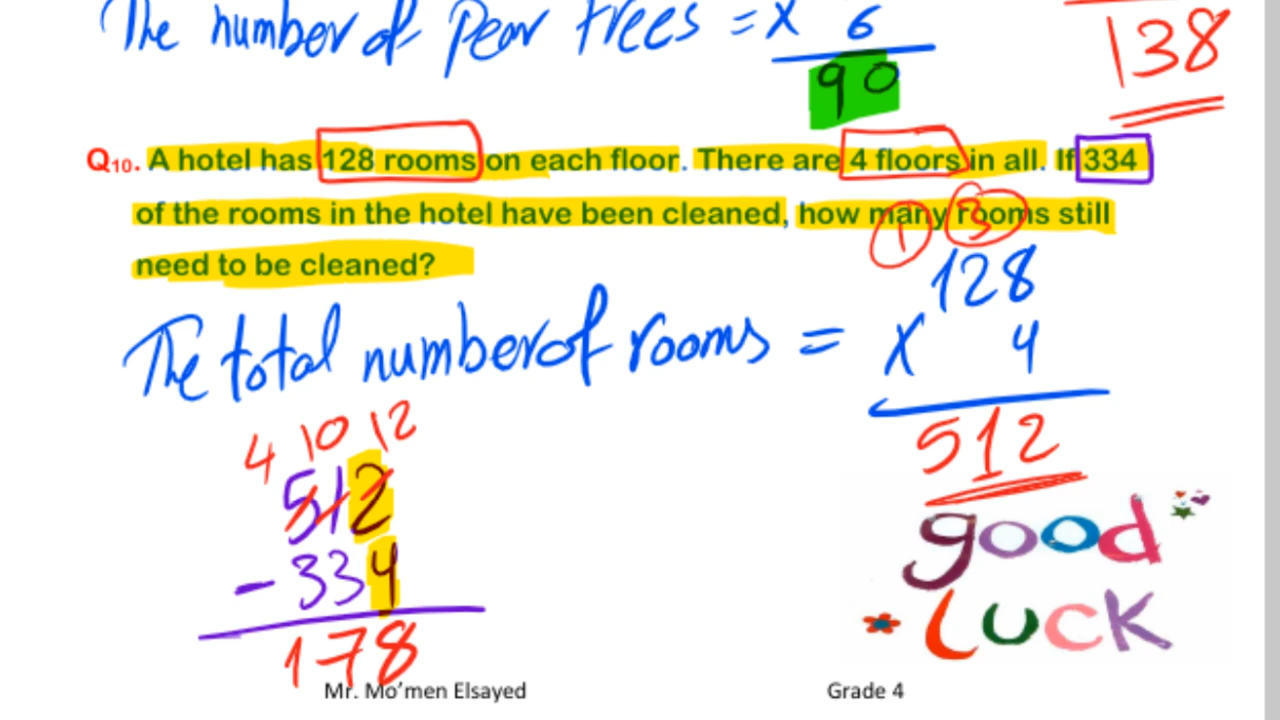 The number of pear trees = x 6
90
138
Q10. A hotel has 128 rooms on each floor. There are 4 floors in all. If 334
of the rooms in the hotel have been cleaned, how many rooms still
need to be cleaned?
1 3
128
The total number of rooms = x 4
512
4 10 12
512
- 334
178
good
Luck
Mr. Mo’men Elsayed Grade 4